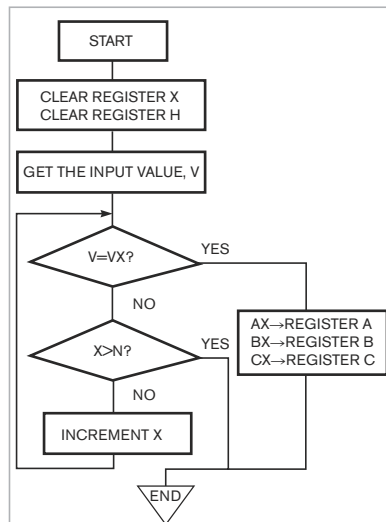 START
CLEAR REGISTER X
CLEAR REGISTER H
GET THE INPUT VALUE, V
V=VX?
YES
NO
X>N?
YES
AX→REGISTER A
BX→REGISTER B
CX→REGISTER C
NO
INCREMENT X
END